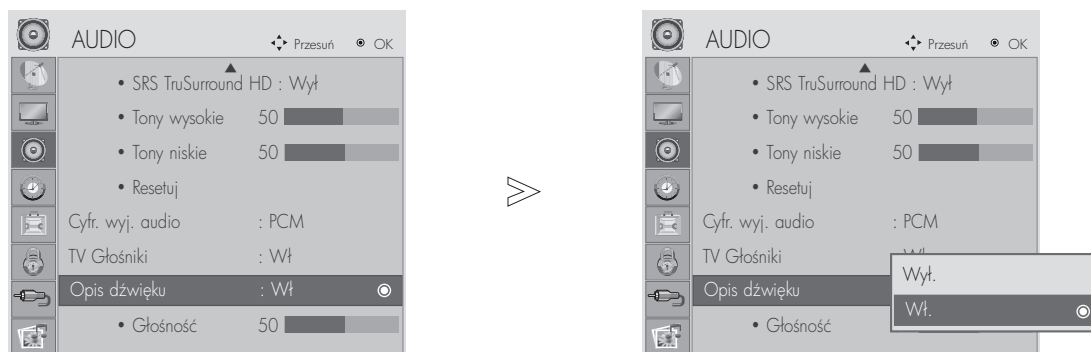 AUDIO
Przesuń OK
• SRS TruSurround HD : Wył
• Tony wysokie 50
• Tony niskie 50
• Resetuj
Cyfr. wyj. audio : PCM
TV Głośniki : Wł
Opis dźwięku : Wł
• Głośność 50
>
AUDIO
Przesuń OK
• SRS TruSurround HD : Wył
• Tony wysokie 50
• Tony niskie 50
• Resetuj
Cyfr. wyj. audio : PCM
TV Głośniki : Wł
Opis dźwięku
Wył.
Wł.
• Głośność